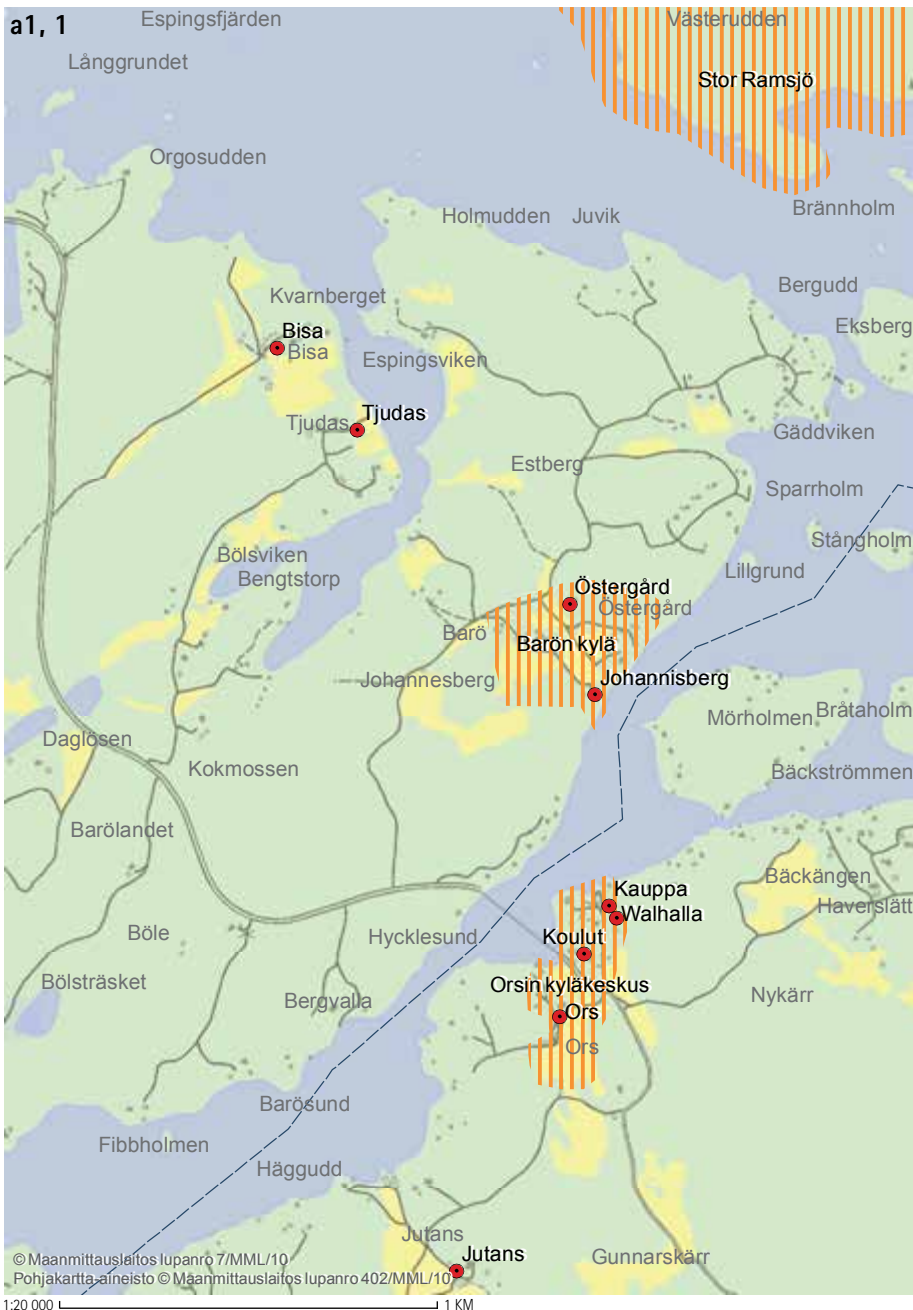 a1, 1
Espingsfjärden
Västerudden
Långgrundet
Stor Ramsjö
Orgosudden
Brännholm
Holmudden
Juvik
Bergudd
Kvarnberget
Eksberg
Bisa
Bisa
Espingsviken
Tjudas
Tjudas
Gäddviken
Estberg
Sparrholm
Stångholm
Bölsviken
Lillgrund
Bengtstorp
Östergård
Östergård
Barö
Barön kylä
Johannesberg
Johannisberg
Mörholmen
Bråtaholm
Daglösen
Kokmossen
Bäckströmmen
Barölandet
Bäckängen
Kauppa
Haverslätt
Walhalla
Böle
Hycklesund
Koulut
Bölsträsket
Orsin kyläkeskus
Nykärr
Bergvalla
Ors
Ors
Barösund
Fibbholmen
Häggudd
Jutans
Jutans
Gunnarskärr
© Maanmittauslaitos lupanro 7/MML/10
Pohjakartta-aineisto © Maanmittauslaitos lupanro 402/MML/10
1:20 000
1 KM